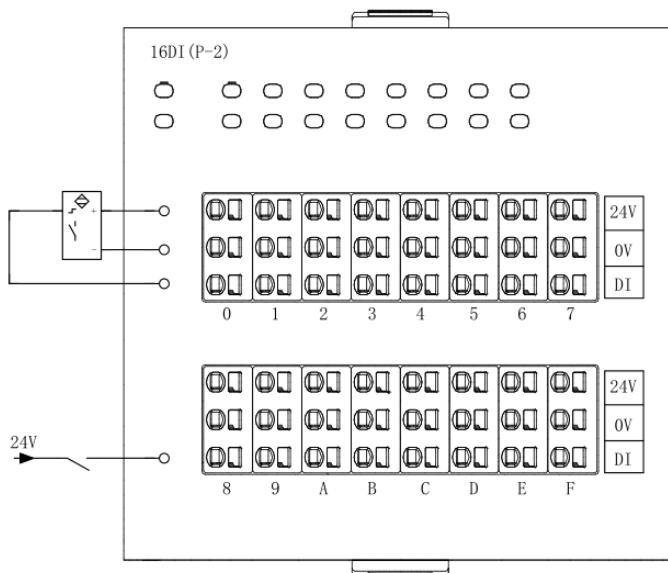 16DI(P-2)
+
-
24V
0V
DI
0 1 2 3 4 5 6 7
24V
0V
DI
24V
8 9 A B C D E F